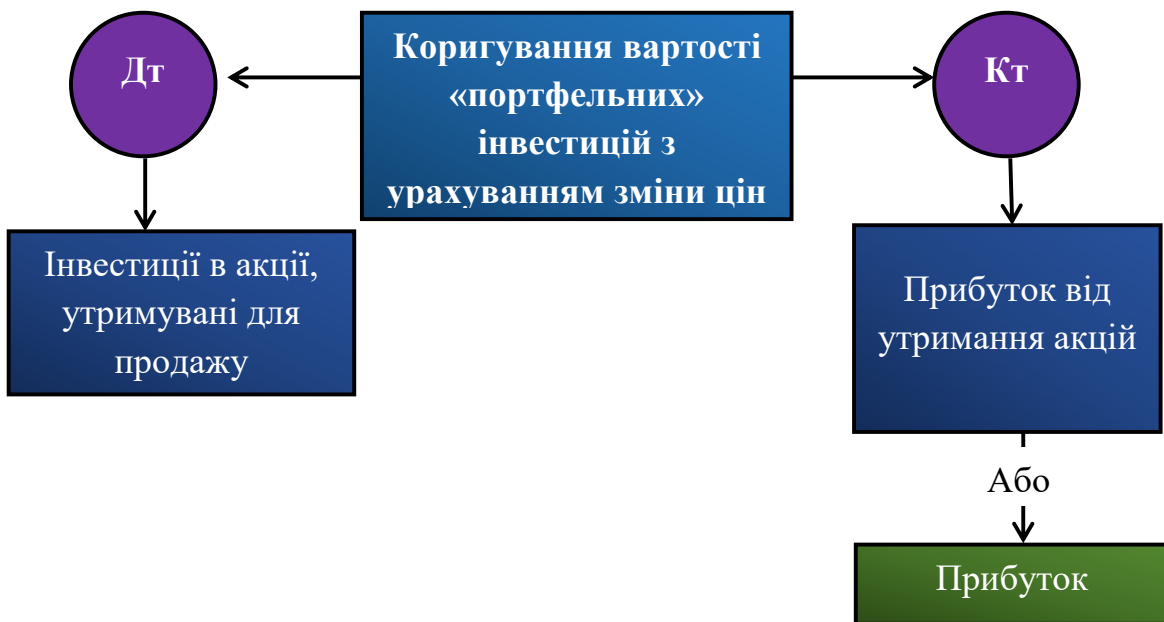 Дт
Коригування вартості
«портфельних»
інвестицій з
урахуванням зміни цін
Кт
Інвестиції в акції,
утримувані для
продажу
Прибуток від
утримання акцій
Або
Прибуток